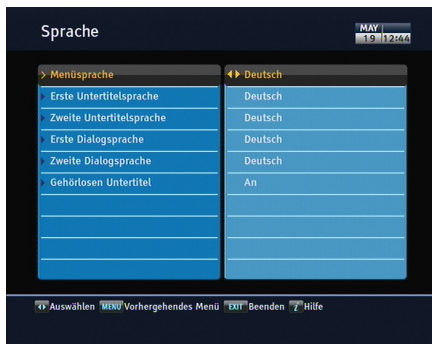 Sprache
MAY
19 12:44
> Menüsprache Deutsch
Erste Untertitelsprache Deutsch
Zweite Untertitelsprache Deutsch
Erste Dialogsprache Deutsch
Zweite Dialogsprache Deutsch
Gehörlosen Untertitel An
Auswählen MENU Vorhergehendes Menü EXIT Beenden i Hilfe